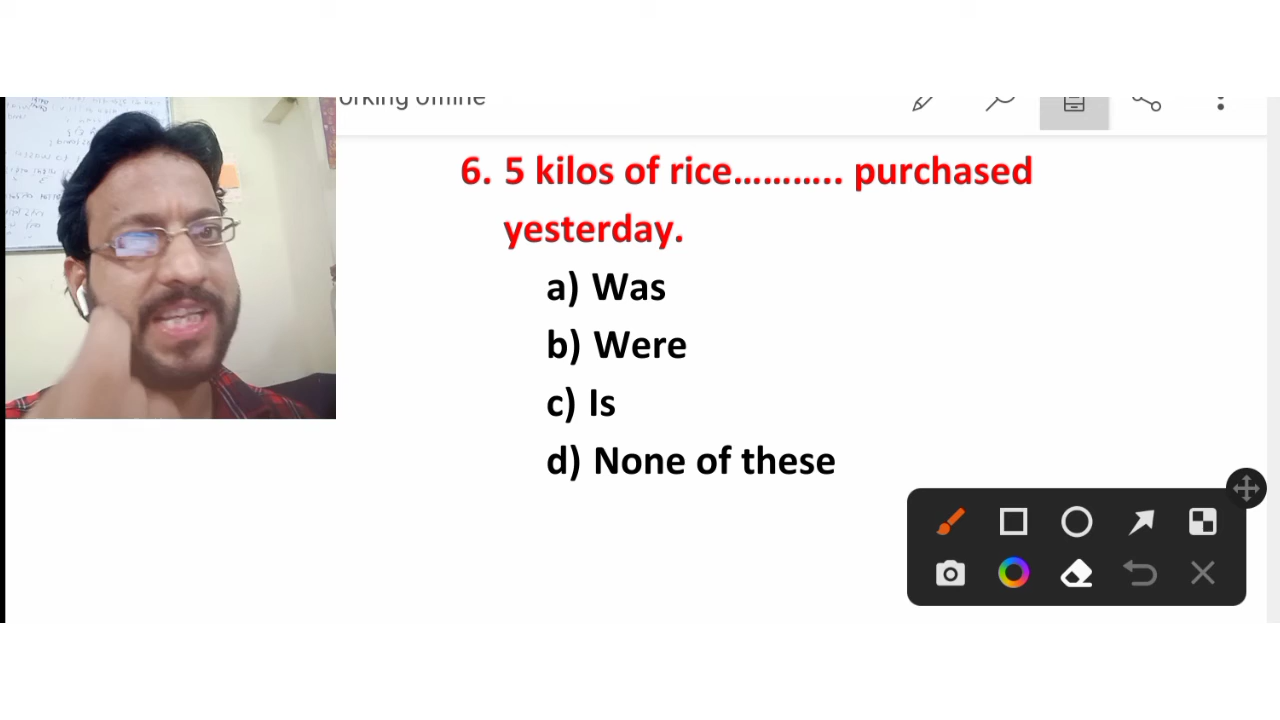 orking offline
6. 5 kilos of rice……….. purchased
yesterday.
a) Was
b) Were
c) Is
d) None of these